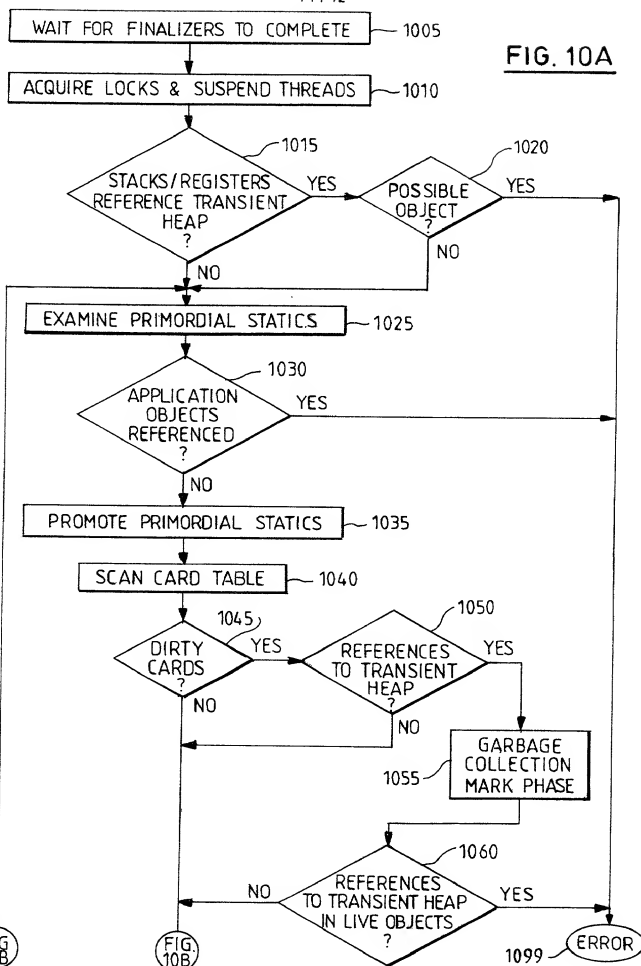 WAIT FOR FINALIZERS TO COMPLETE
1005
FIG. 10A
ACQUIRE LOCKS & SUSPEND THREADS
1010
1015
STACKS/REGISTERS
REFERENCE TRANSIENT
HEAP
?
YES
NO
1020
POSSIBLE
OBJECT
?
YES
NO
EXAMINE PRIMORDIAL STATICS
1025
1030
APPLICATION
OBJECTS
REFERENCED
?
YES
NO
PROMOTE PRIMORDIAL STATICS
1035
SCAN CARD TABLE
1040
1045
DIRTY
CARDS
?
YES
NO
1050
REFERENCES
TO TRANSIENT
HEAP
?
YES
NO
GARBAGE
COLLECTION
MARK PHASE
1055
1060
REFERENCES
TO TRANSIENT HEAP
IN LIVE OBJECTS
?
NO
YES
FIG.
10B
1099
ERROR